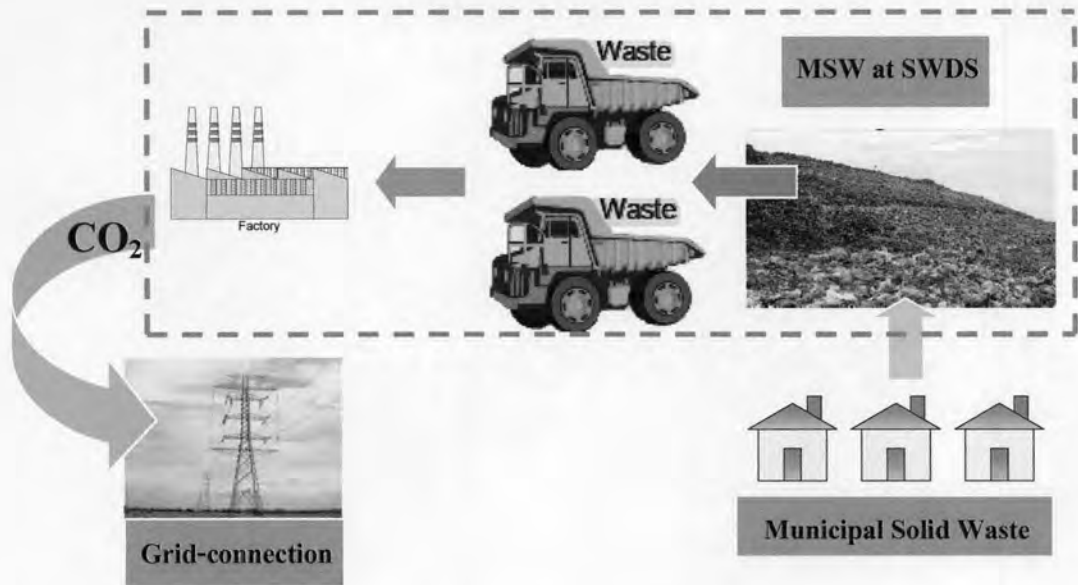 Waste
MSW at SWDS
Waste
Factory
CO₂
Grid-connection
Municipal Solid Waste